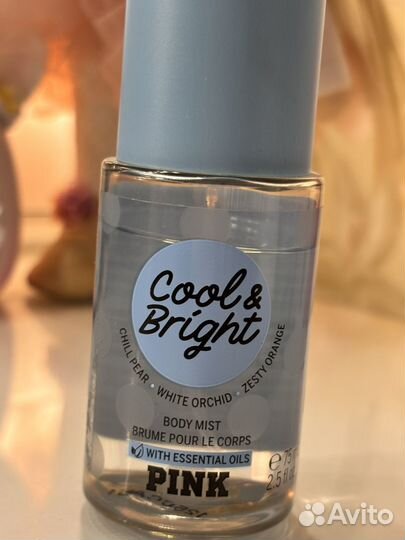 Cool &
Bright
CHILL PEAR • WHITE ORCHID • ZESTY ORANGE
BODY MIST
BRUME POUR LE CORPS
WITH ESSENTIAL OILS
PINK
℮ 75
2.5 fl
Avito